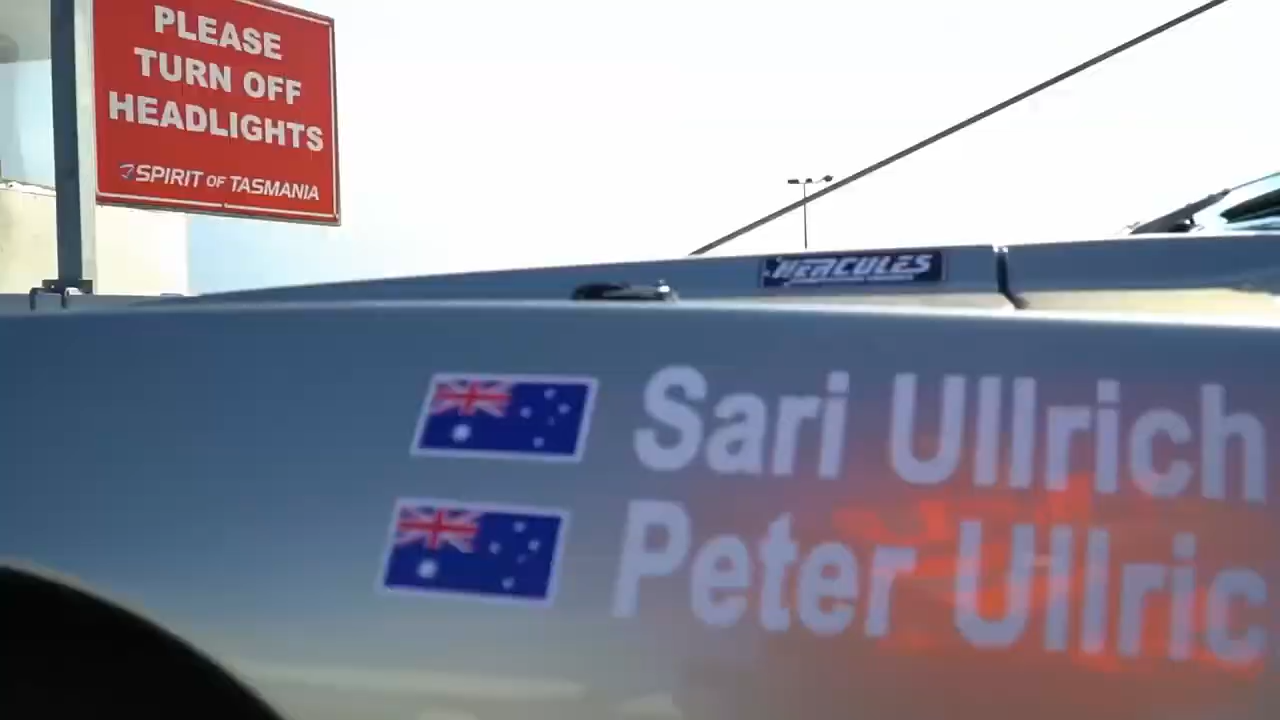 PLEASE
TURN OFF
HEADLIGHTS
SPIRIT OF TASMANIA
HERCULES
Sari Ullrich
Peter Ullric